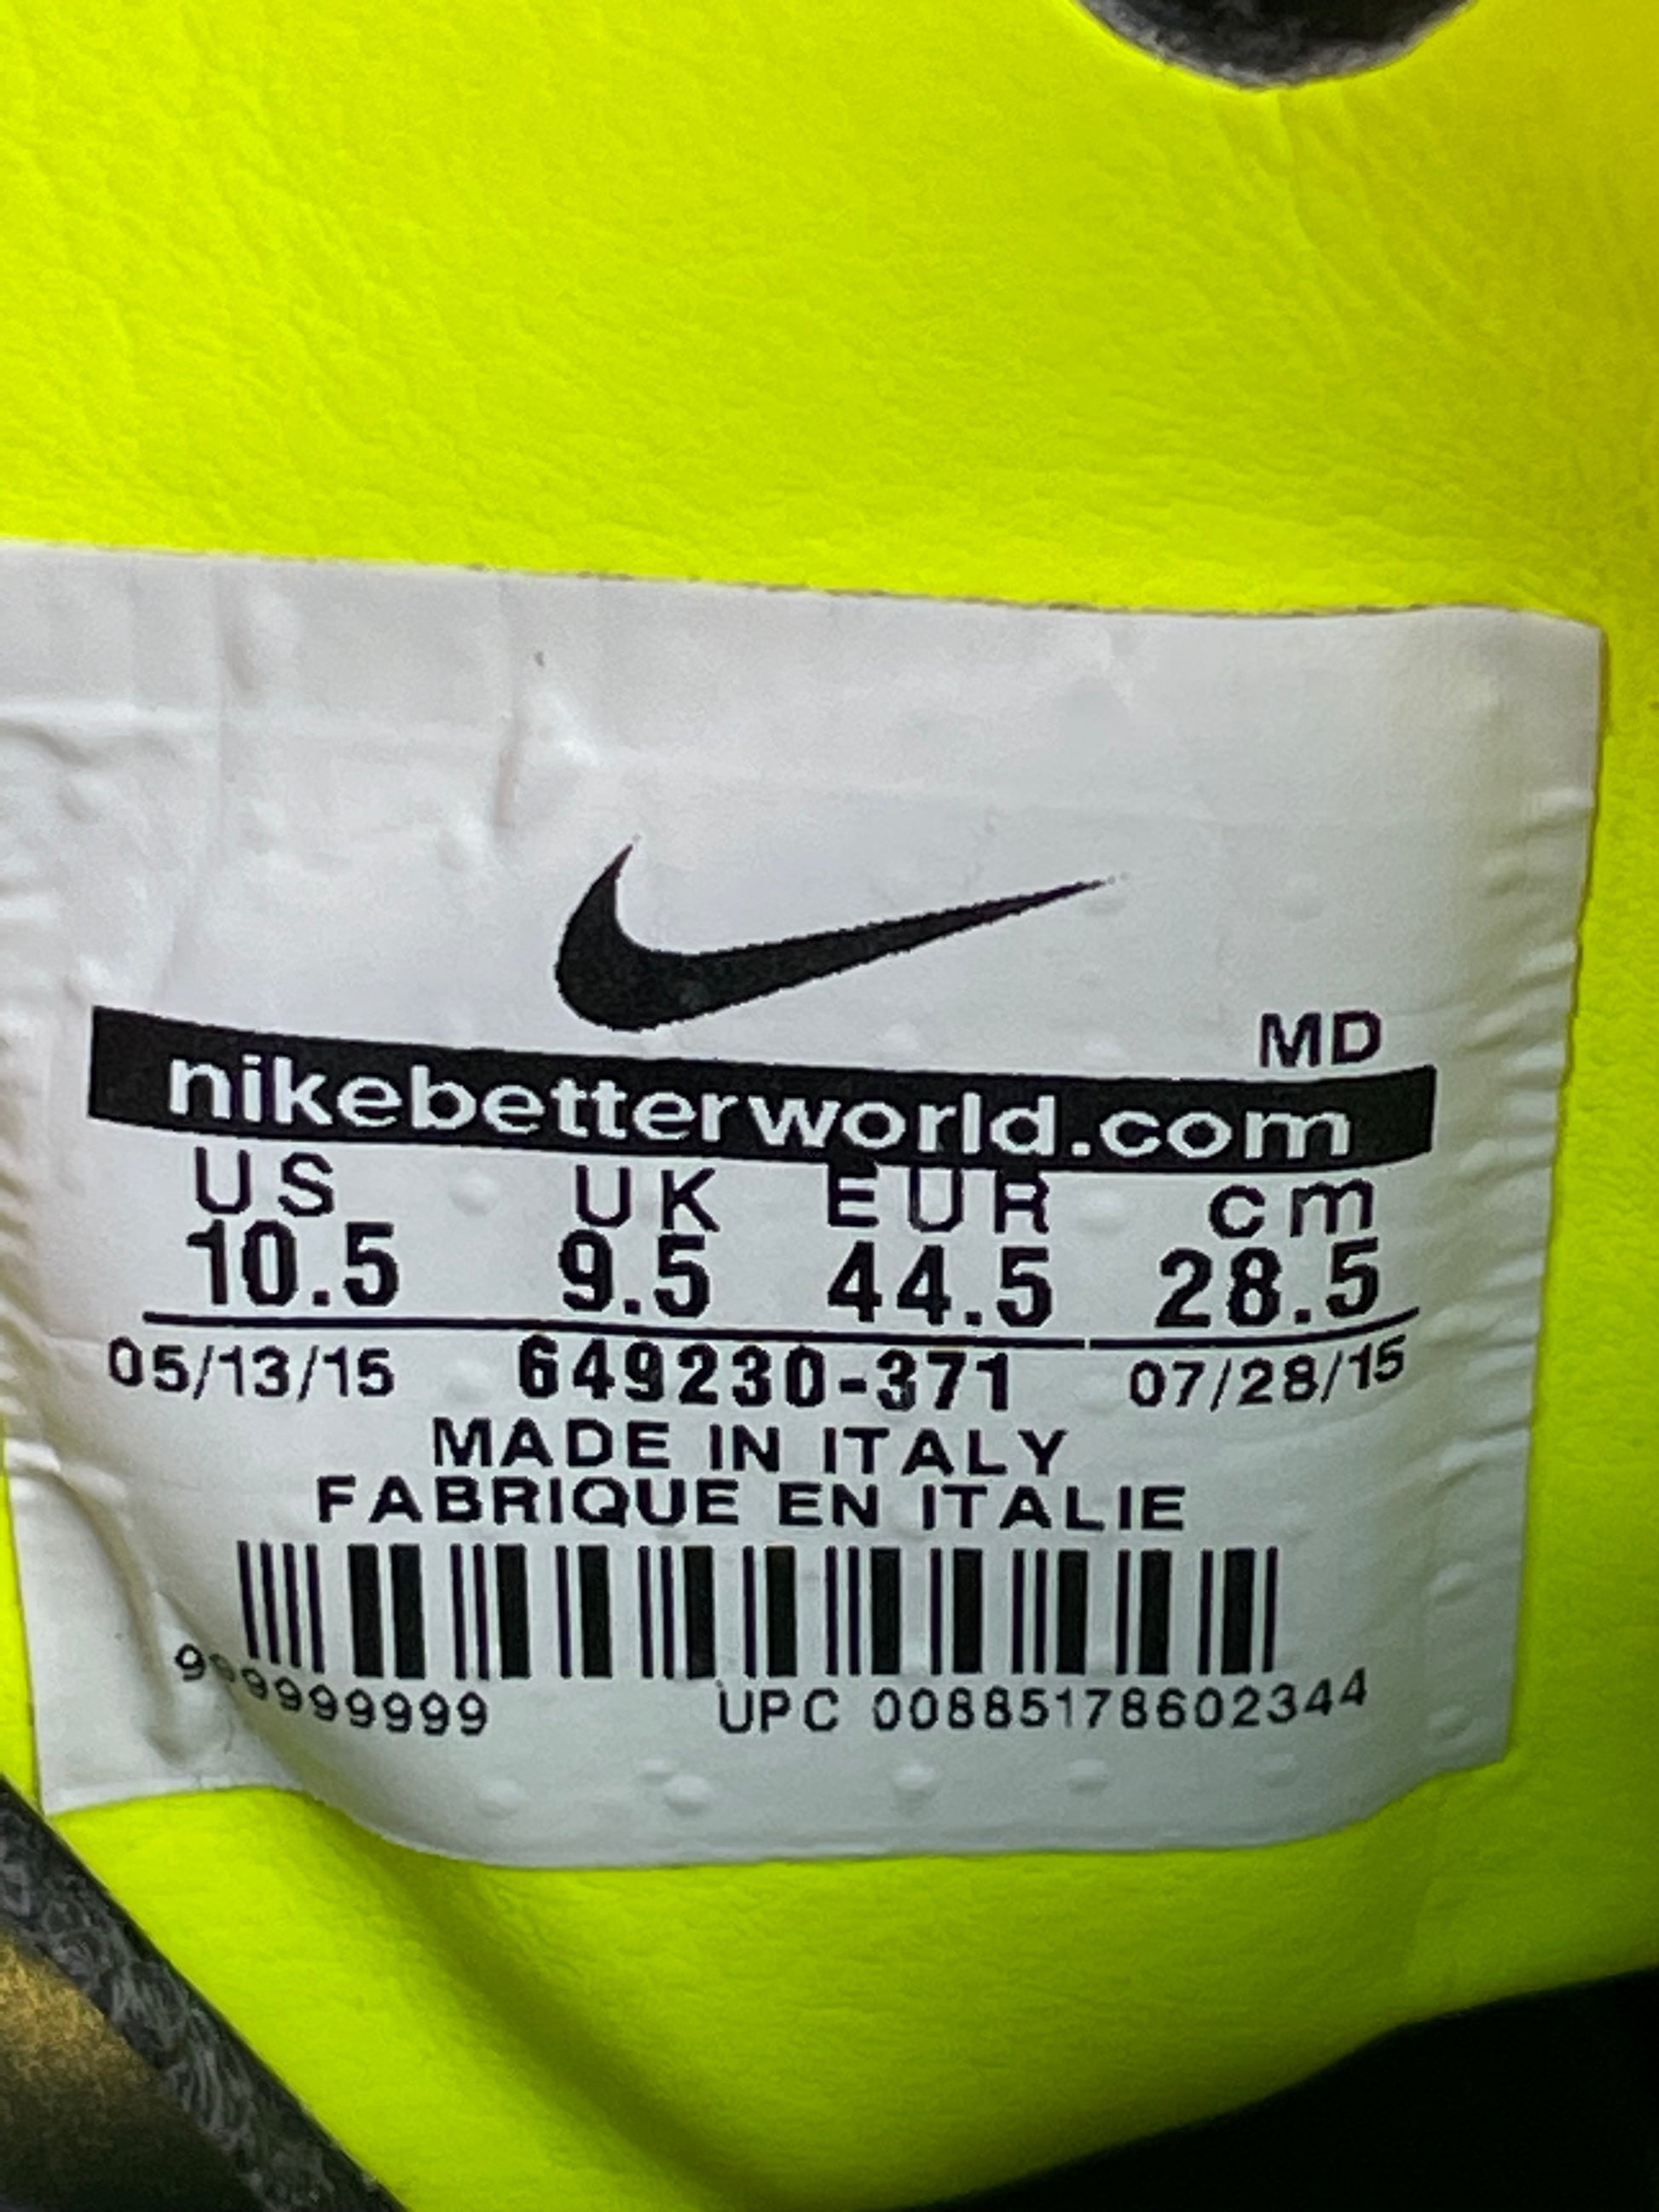 MD
nikebetterworld.com
US UK EUR cm
10.5 9.5 44.5 28.5
05/13/15 649230-371 07/28/15
MADE IN ITALY
FABRIQUE EN ITALIE
9999999999 UPC 00885178602344